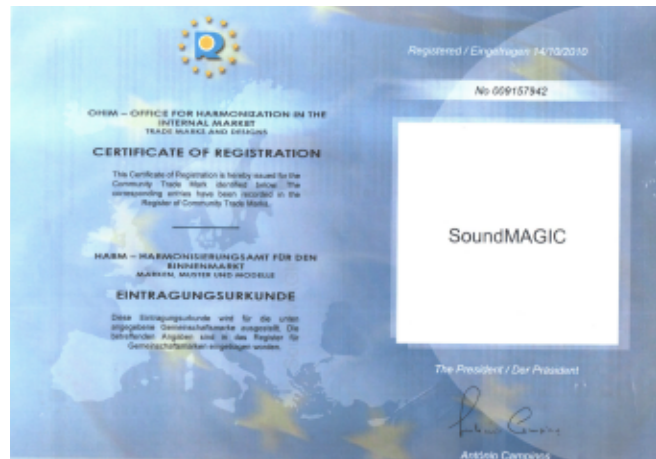 R
OHIM – OFFICE FOR HARMONIZATION IN THE
INTERNAL MARKET
TRADE MARKS AND DESIGNS
CERTIFICATE OF REGISTRATION
This Certificate of Registration is hereby issued for the
Community Trade Mark identified below. The
corresponding entries have been recorded in the
Register of Community Trade Marks.
HABM – HARMONISIERUNGSAMT FÜR DEN
BINNENMARKT
MARKEN, MUSTER UND MODELLE
EINTRAGUNGSURKUNDE
Diese Eintragungsurkunde wird für die unten
angegebene Gemeinschaftsmarke ausgestellt. Die
betreffenden Angaben sind in das Register für
Gemeinschaftsmarken eingetragen worden.
Registered / Eingetragen 14/10/2010
No 009157942
SoundMAGIC
The President / Der Präsident
António Campinos